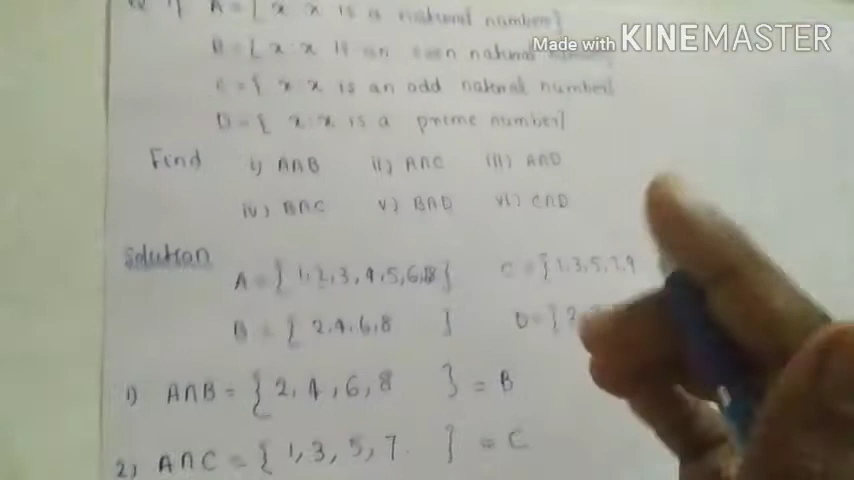 If A = { x : x is a natural number}
Made with KINEMASTER
B = { x : x is an even natural
C = { x : x is an odd natural number}
D = { x : x is a prime number}
Find i) A∩B ii) A∩C iii) A∩D
iv) B∩C v) B∩D vi) C∩D
Solution
A = { 1, 2, 3, 4, 5, 6, } C = { 1, 3, 5, 7, 9
B = { 2, 4, 6, 8 } D = { 2,
1) A∩B = { 2, 4, 6, 8 } = B
2) A∩C = { 1, 3, 5, 7. } = C